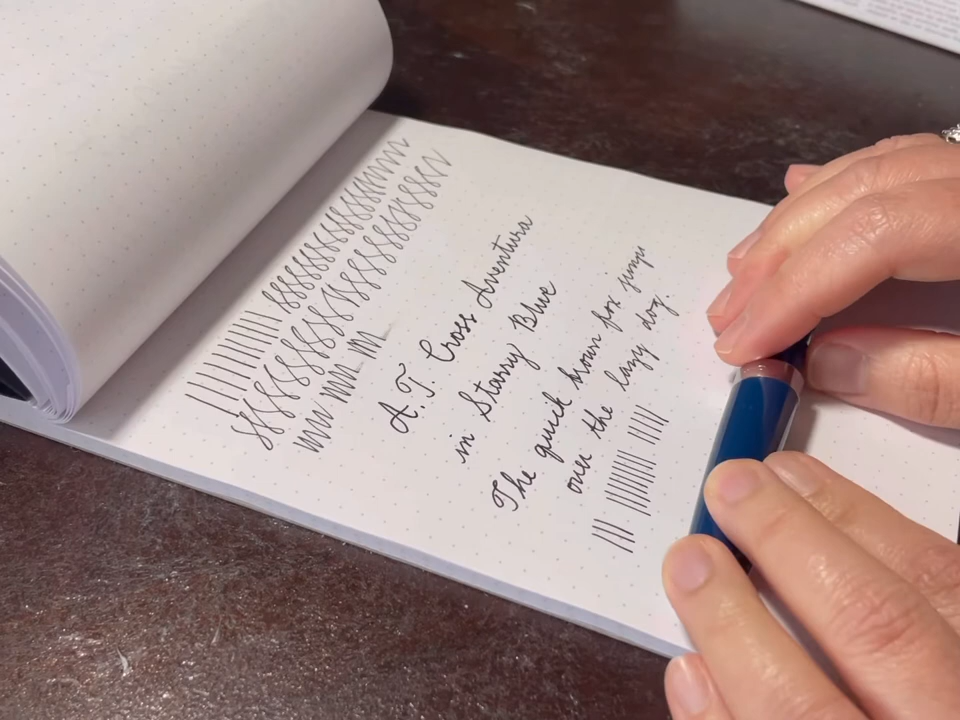 A.T. Cross Aventura
in Starry Blue
The quick brown fox jumps
over the lazy dog